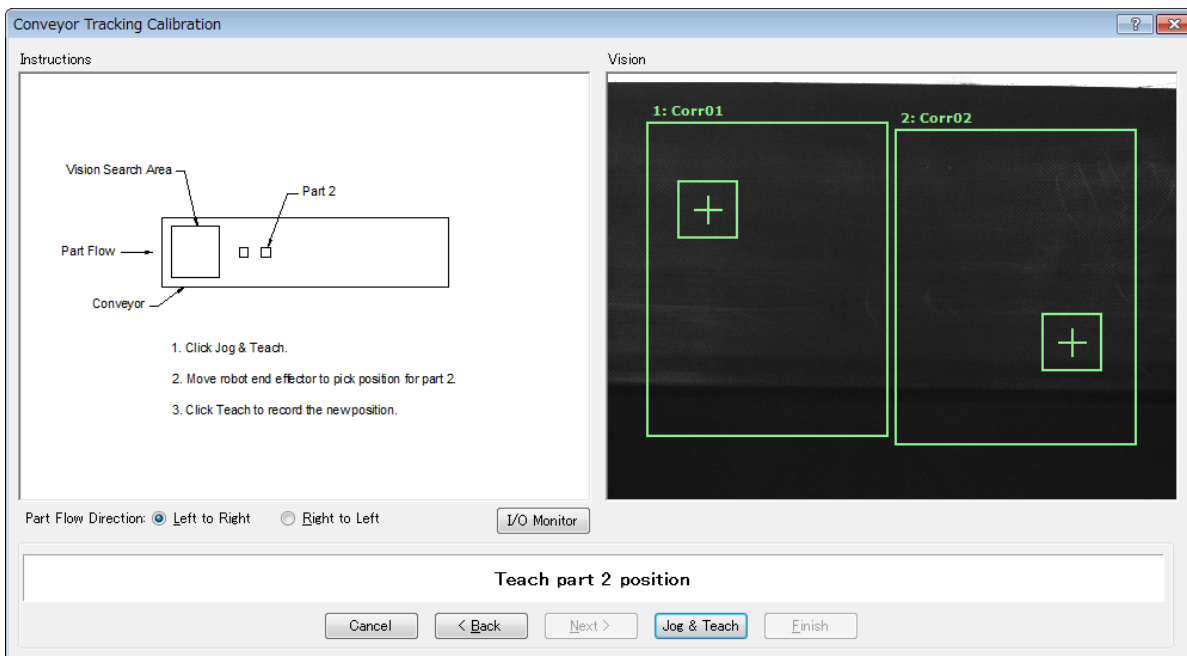 Conveyor Tracking Calibration
Instructions
Vision
1: Corr01
2: Corr02
Vision Search Area
Part 2
Part Flow
Conveyor
1. Click Jog & Teach.
2. Move robot end effector to pick position for part 2.
3. Click Teach to record the new position.
Part Flow Direction: Left to Right Right to Left
I/O Monitor
Teach part 2 position
Cancel < Back Next > Jog & Teach Finish